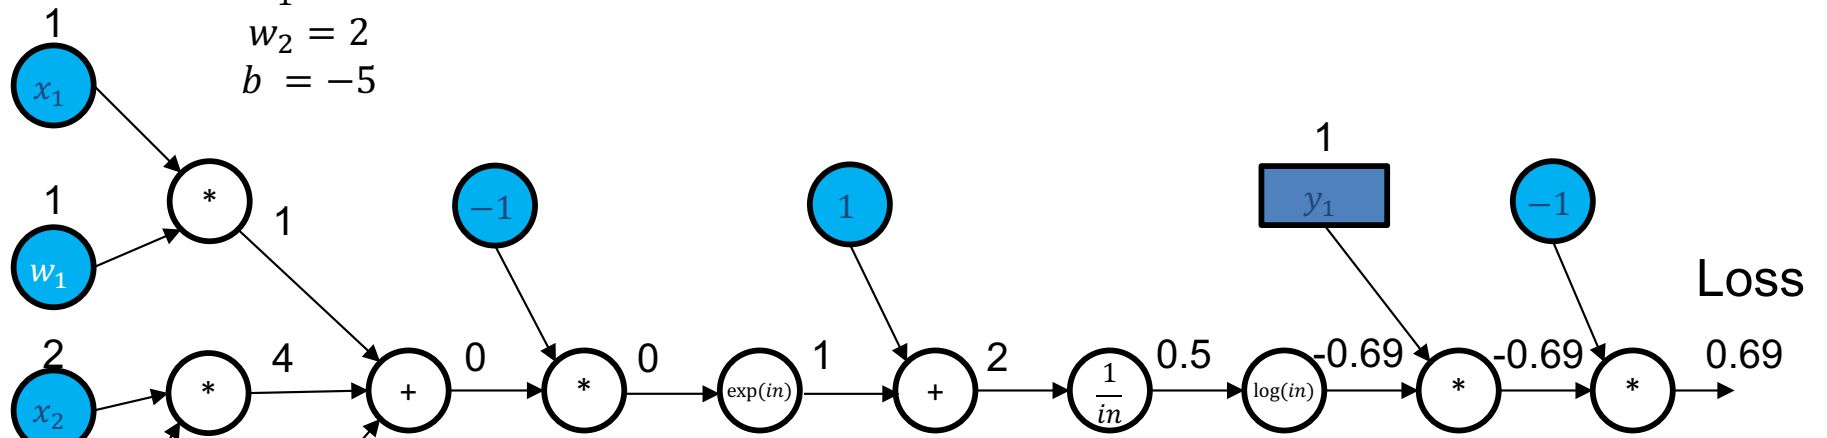 1
w₂ = 2
b = −5
x₁
1
1
w₁
*
1
−1
1
1
y₁
−1
Loss
2
x₂
*
4
+
0
*
0
exp(in)
1
+
2
1
in
0.5
log(in)
-0.69
*
-0.69
*
0.69